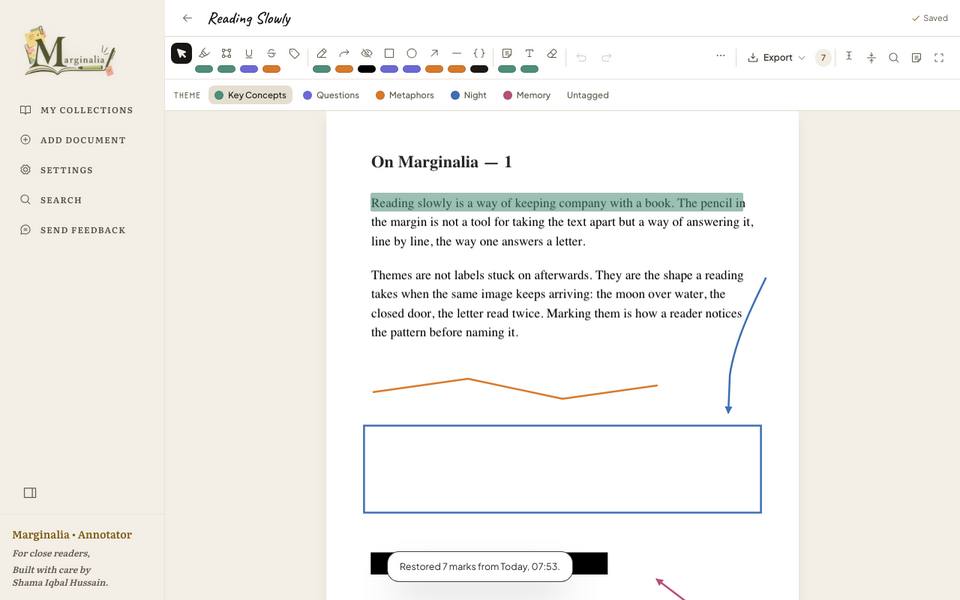 Marginalia
MY COLLECTIONS
ADD DOCUMENT
SETTINGS
SEARCH
SEND FEEDBACK
Marginalia • Annotator
For close readers,
Built with care by
Shama Iqbal Hussain.
Reading Slowly
Saved
T
Export
7
THEME
Key Concepts
Questions
Metaphors
Night
Memory
Untagged
On Marginalia — 1
Reading slowly is a way of keeping company with a book. The pencil in
the margin is not a tool for taking the text apart but a way of answering it,
line by line, the way one answers a letter.
Themes are not labels stuck on afterwards. They are the shape a reading
takes when the same image keeps arriving: the moon over water, the
closed door, the letter read twice. Marking them is how a reader notices
the pattern before naming it.
Restored 7 marks from Today, 07:53.